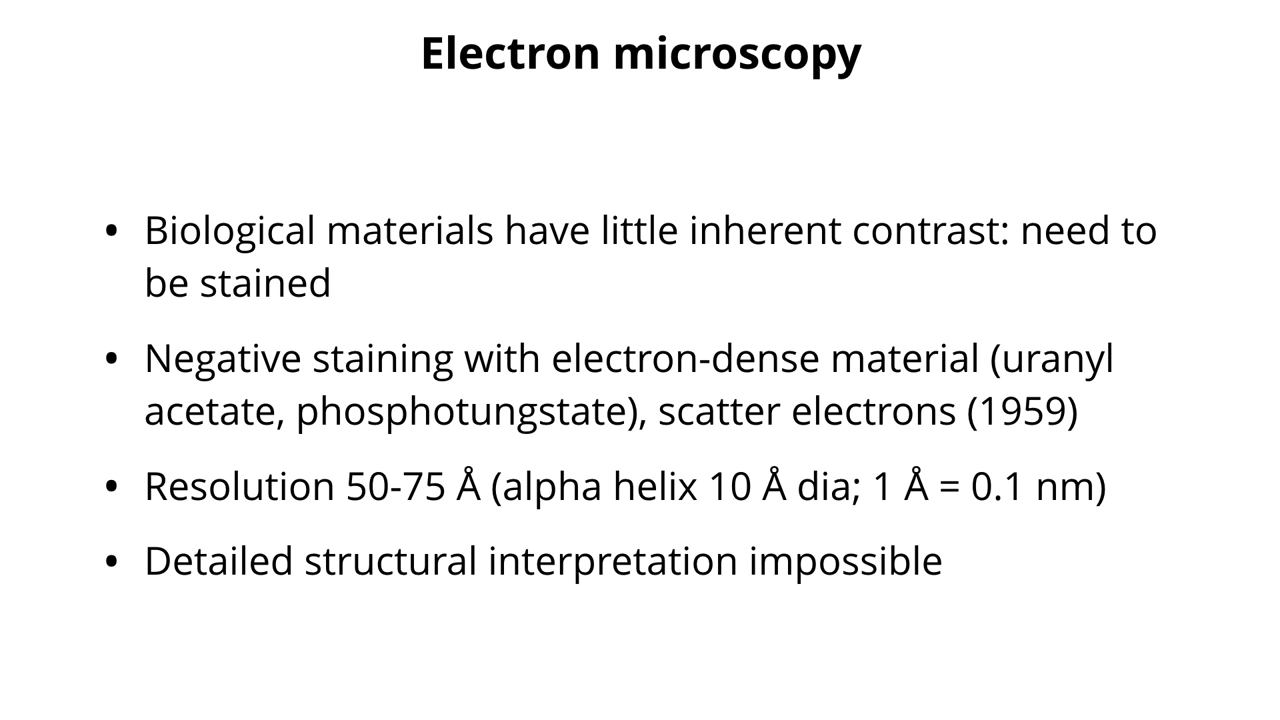 Electron microscopy
• Biological materials have little inherent contrast: need to
be stained
• Negative staining with electron-dense material (uranyl
acetate, phosphotungstate), scatter electrons (1959)
• Resolution 50-75 Å (alpha helix 10 Å dia; 1 Å = 0.1 nm)
• Detailed structural interpretation impossible